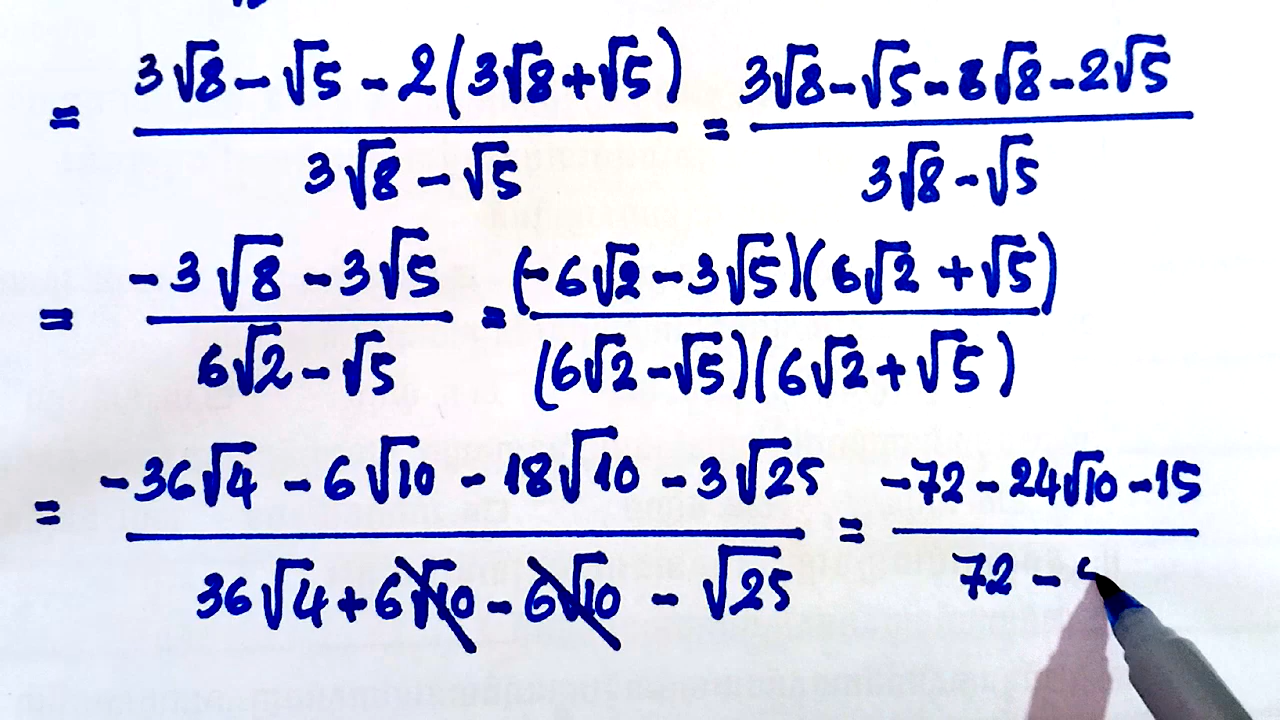 = (3√8 - √5 - 2(3√8 + √5)) / (3√8 - √5) = (3√8 - √5 - 6√8 - 2√5) / (3√8 - √5)
= (-3√8 - 3√5) / (6√2 - √5) = ((-6√2 - 3√5)(6√2 + √5)) / ((6√2 - √5)(6√2 + √5))
= (-36√4 - 6√10 - 18√10 - 3√25) / (36√4 + 6√10 - 6√10 - √25) = (-72 - 24√10 - 15) / (72 -